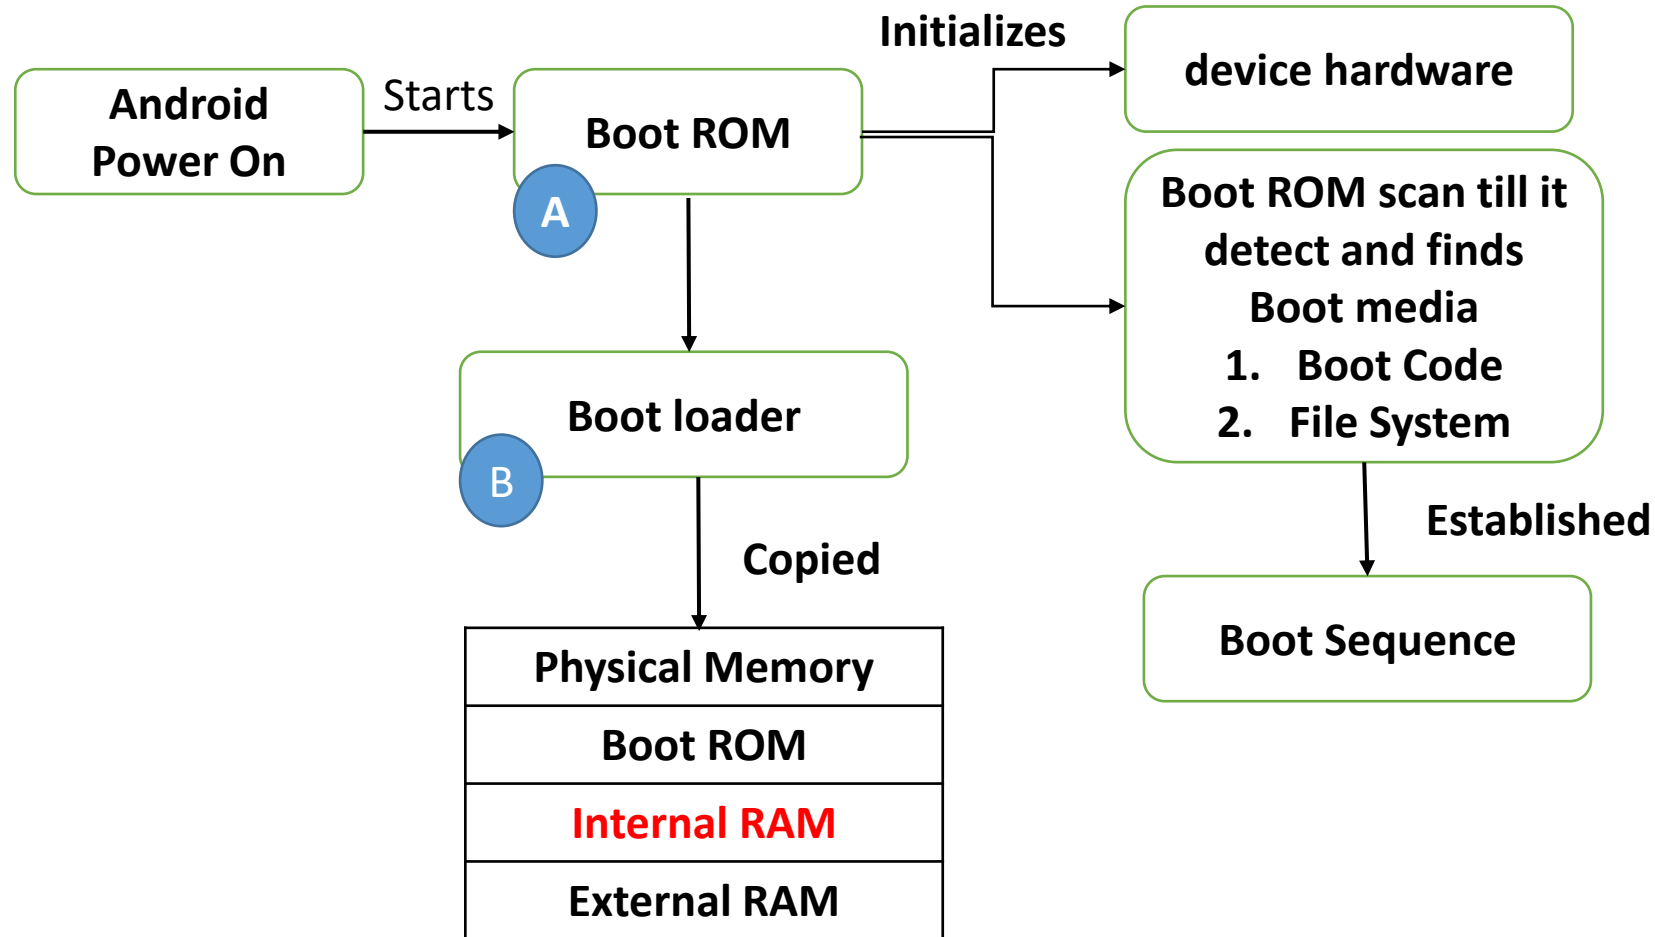 Android
Power On
Starts
Boot ROM
A
Initializes
device hardware
Boot ROM scan till it
detect and finds
Boot media
1. Boot Code
2. File System
Established
Boot Sequence
Boot loader
B
Copied
Physical Memory
Boot ROM
Internal RAM
External RAM